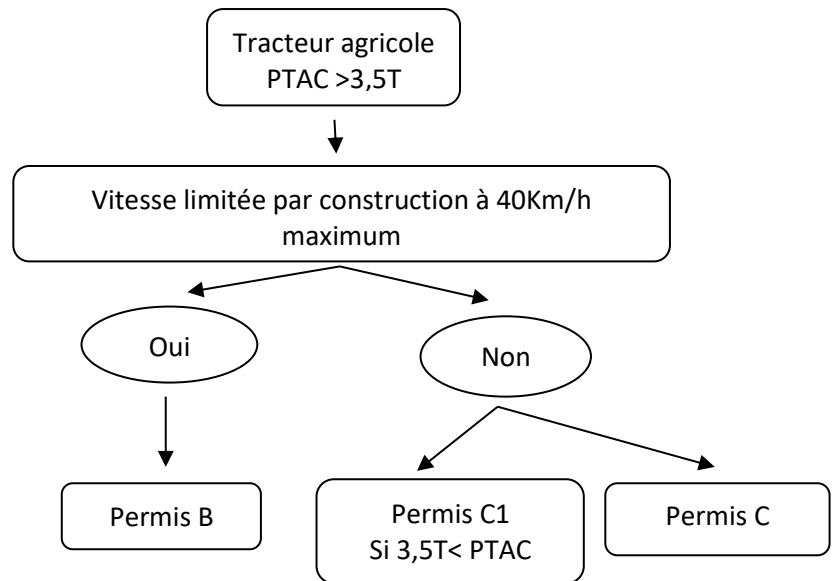 Tracteur agricole
PTAC >3,5T
Vitesse limitée par construction à 40Km/h
maximum
Oui
Non
Permis B
Permis C1
Si 3,5T< PTAC
Permis C